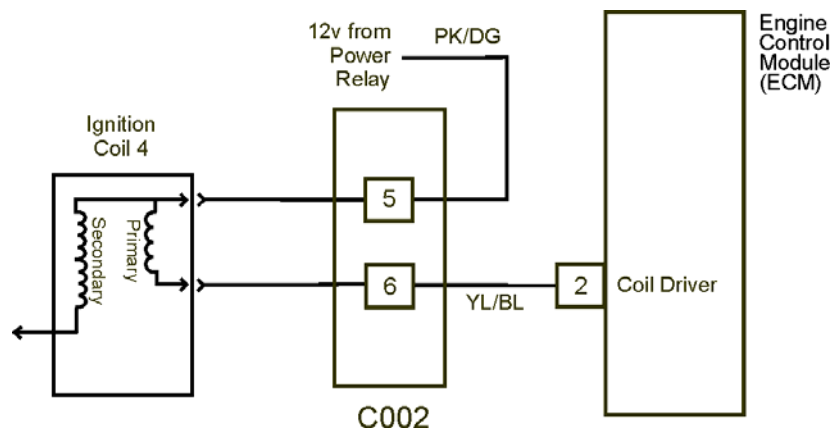 12v from
Power
Relay
PK/DG
Engine
Control
Module
(ECM)
Ignition
Coil 4
Secondary
Primary
5
6
YL/BL
2
Coil Driver
C002